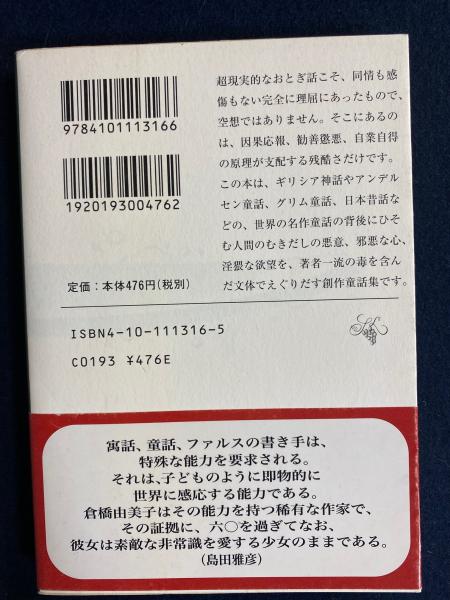 9784101113166
1920193004762
超現実的なおとぎ話こそ、同情も感
傷もない完全に理屈にあったもので、
空想ではありません。そこにあるの
は、因果応報、勧善懲悪、自業自得
の原理が支配する残酷さだけです。
この本は、ギリシア神話やアンデル
セン童話、グリム童話、日本昔話な
どの、世界の名作童話の背後にひそ
む人間のむきだしの悪意、邪悪な心、
淫猥な欲望を、著者一流の毒を含ん
だ文体でえぐりだす創作童話集です。
定価：本体476円(税別)
ISBN4-10-111316-5
C0193 ¥476E
寓話、童話、ファルスの書き手は、
特殊な能力を要求される。
それは、子どものように即物的に
世界に感応する能力である。
倉橋由美子はその能力を持つ稀有な作家で、
その証拠に、六〇を過ぎてなお、
彼女は素敵な非常識を愛する少女のままである。
(島田雅彦)